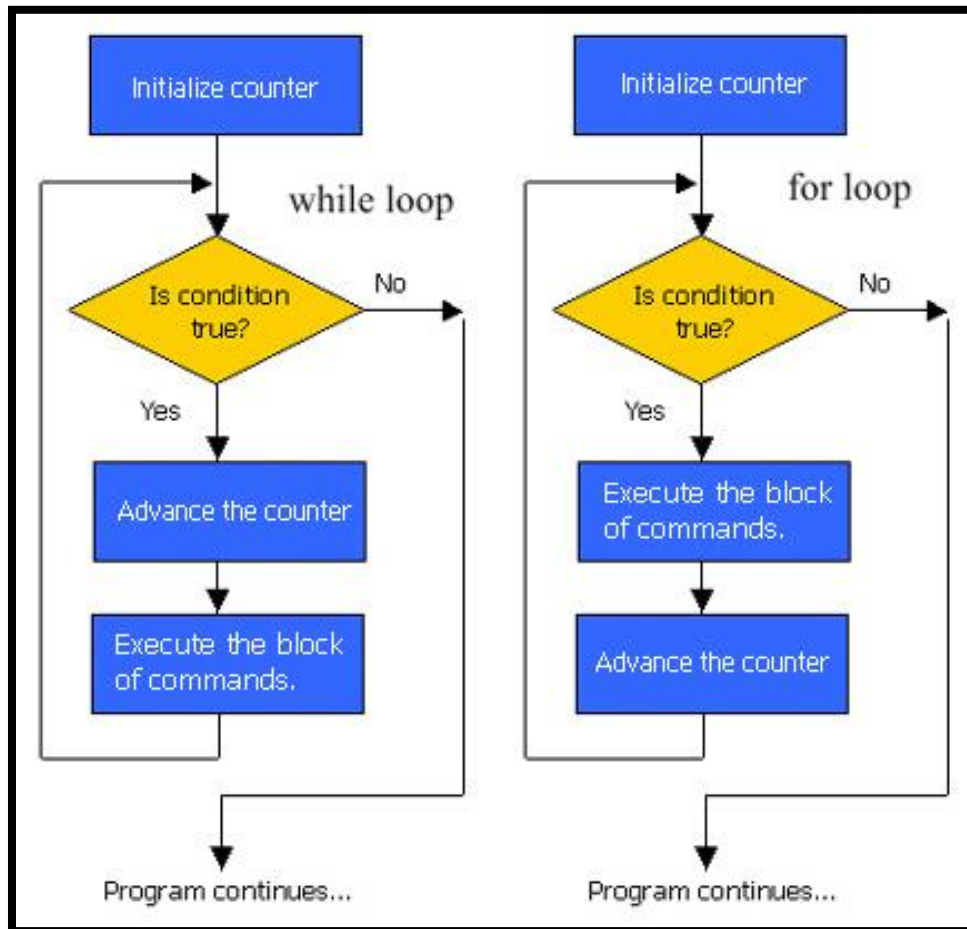 Initialize counter
while loop
Is condition
true?
No
Yes
Advance the counter
Execute the block
of commands.
Program continues...
Initialize counter
for loop
Is condition
true?
No
Yes
Execute the block
of commands.
Advance the counter
Program continues...